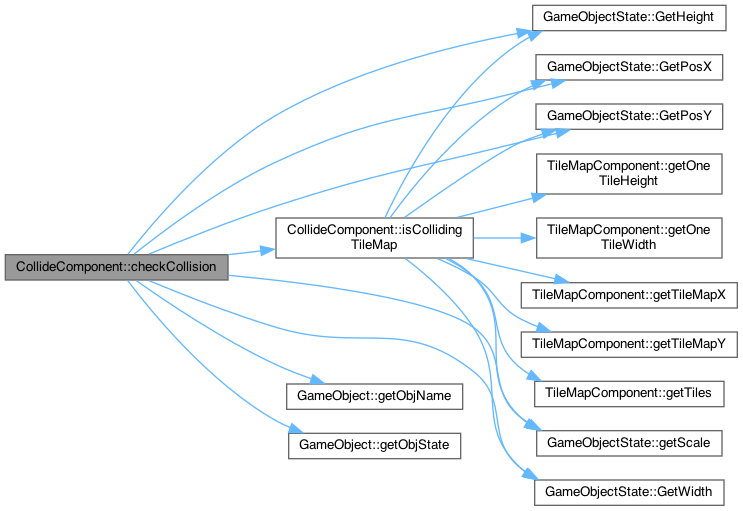 GameObjectState::GetHeight
GameObjectState::GetPosX
GameObjectState::GetPosY
TileMapComponent::getOne
TileHeight
CollideComponent::isColliding
TileMap
TileMapComponent::getOne
TileWidth
CollideComponent::checkCollision
TileMapComponent::getTileMapX
TileMapComponent::getTileMapY
GameObject::getObjName
TileMapComponent::getTiles
GameObject::getObjState
GameObjectState::getScale
GameObjectState::GetWidth